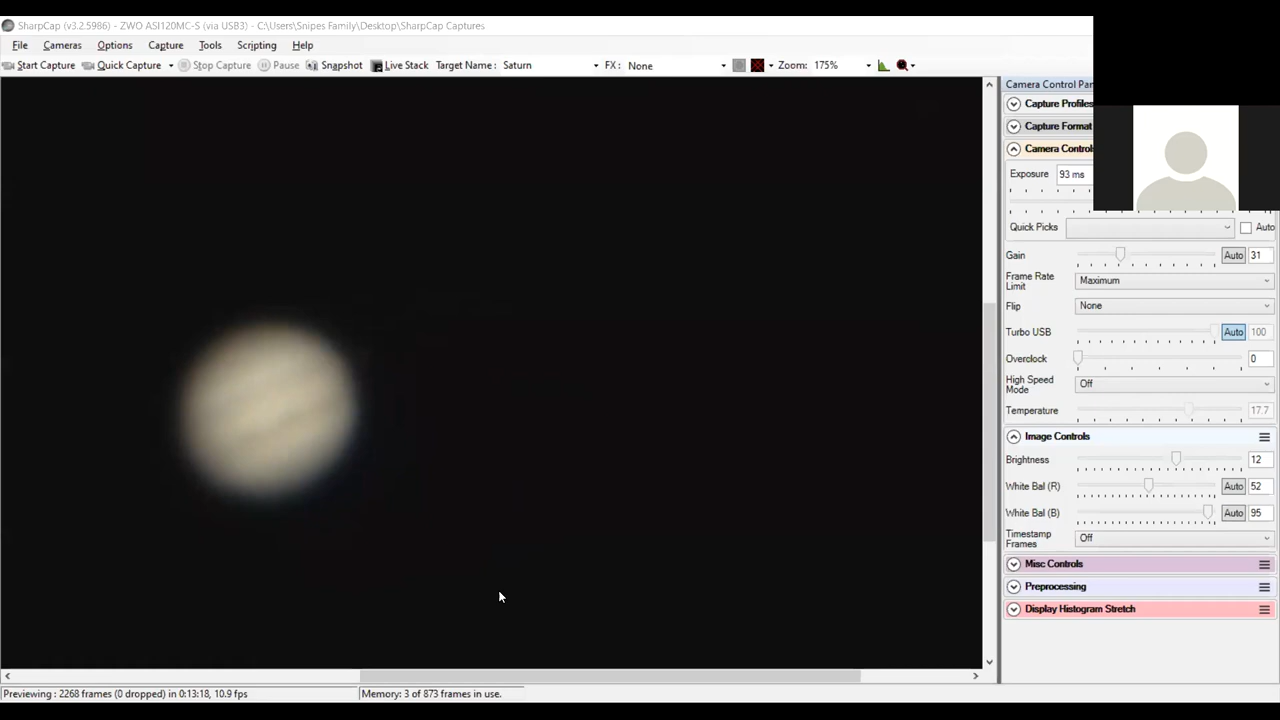 SharpCap (v3.2.5986) - ZWO ASI120MC-S (via USB3) - C:\Users\Snipes Family\Desktop\SharpCap Captures
File Cameras Options Capture Tools Scripting Help
Start Capture Quick Capture Stop Capture Pause Snapshot Live Stack Target Name: Saturn FX: None Zoom: 175%
Camera Control Pan
Capture Profiles
Capture Format
Camera Controls
Exposure 93 ms
Quick Picks Auto
Gain Auto 31
Frame Rate Limit Maximum
Flip None
Turbo USB Auto 100
Overclock 0
High Speed Mode Off
Temperature 17.7
Image Controls
Brightness 12
White Bal (R) Auto 52
White Bal (B) Auto 95
Timestamp Frames Off
Misc Controls
Preprocessing
Display Histogram Stretch
Previewing : 2268 frames (0 dropped) in 0:13:18, 10.9 fps Memory: 3 of 873 frames in use.